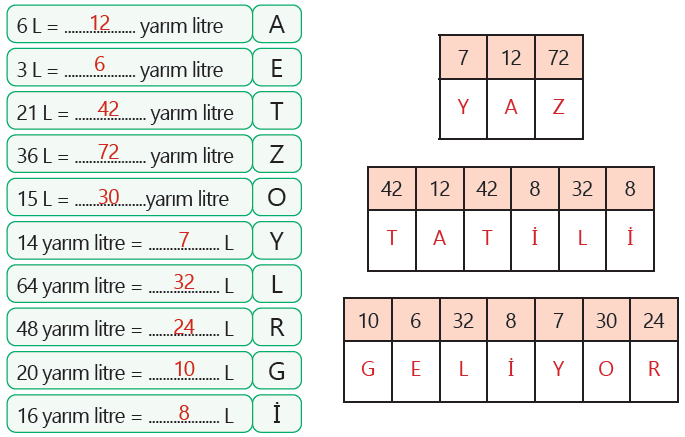 6 L = ...... 12 ...... yarım litre A
3 L = ...... 6 ...... yarım litre E
21 L = ...... 42 ...... yarım litre T
36 L = ...... 72 ...... yarım litre Z
15 L = ...... 30 ......yarım litre O
14 yarım litre = ...... 7 ...... L Y
64 yarım litre = ...... 32 ...... L L
48 yarım litre = ...... 24 ...... L R
20 yarım litre = ...... 10 ...... L G
16 yarım litre = ...... 8 ...... L İ
7 12 72
Y A Z
42 12 42 8 32 8
T A T İ L İ
10 6 32 8 7 30 24
G E L İ Y O R